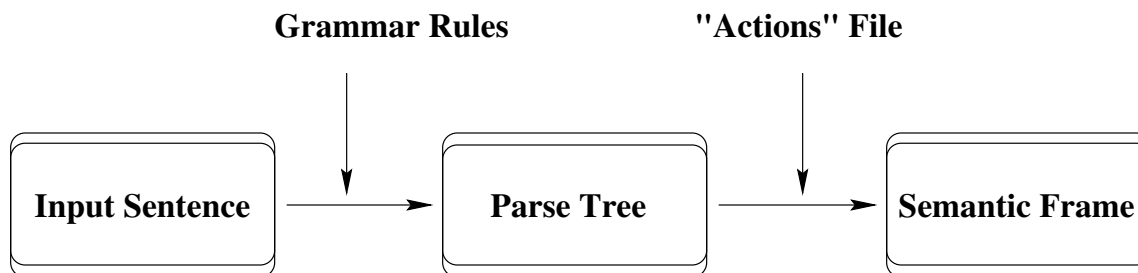 Grammar Rules
"Actions" File
Input Sentence
Parse Tree
Semantic Frame